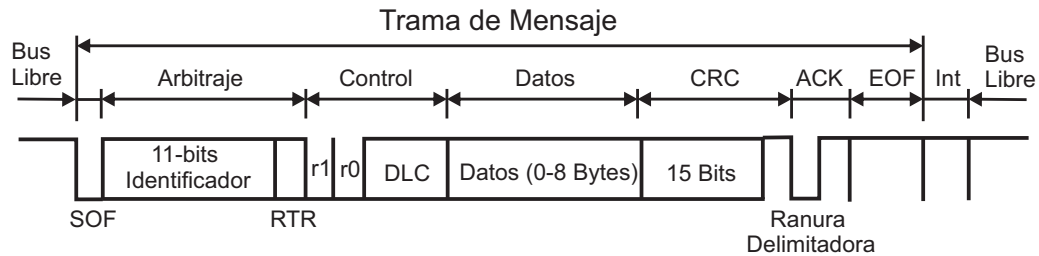 Trama de Mensaje
Bus
Libre
Arbitraje
Control
Datos
CRC
ACK
EOF
Int
Bus
Libre
11-bits
Identificador
r1
r0
DLC
Datos (0-8 Bytes)
15 Bits
SOF
RTR
Ranura
Delimitadora